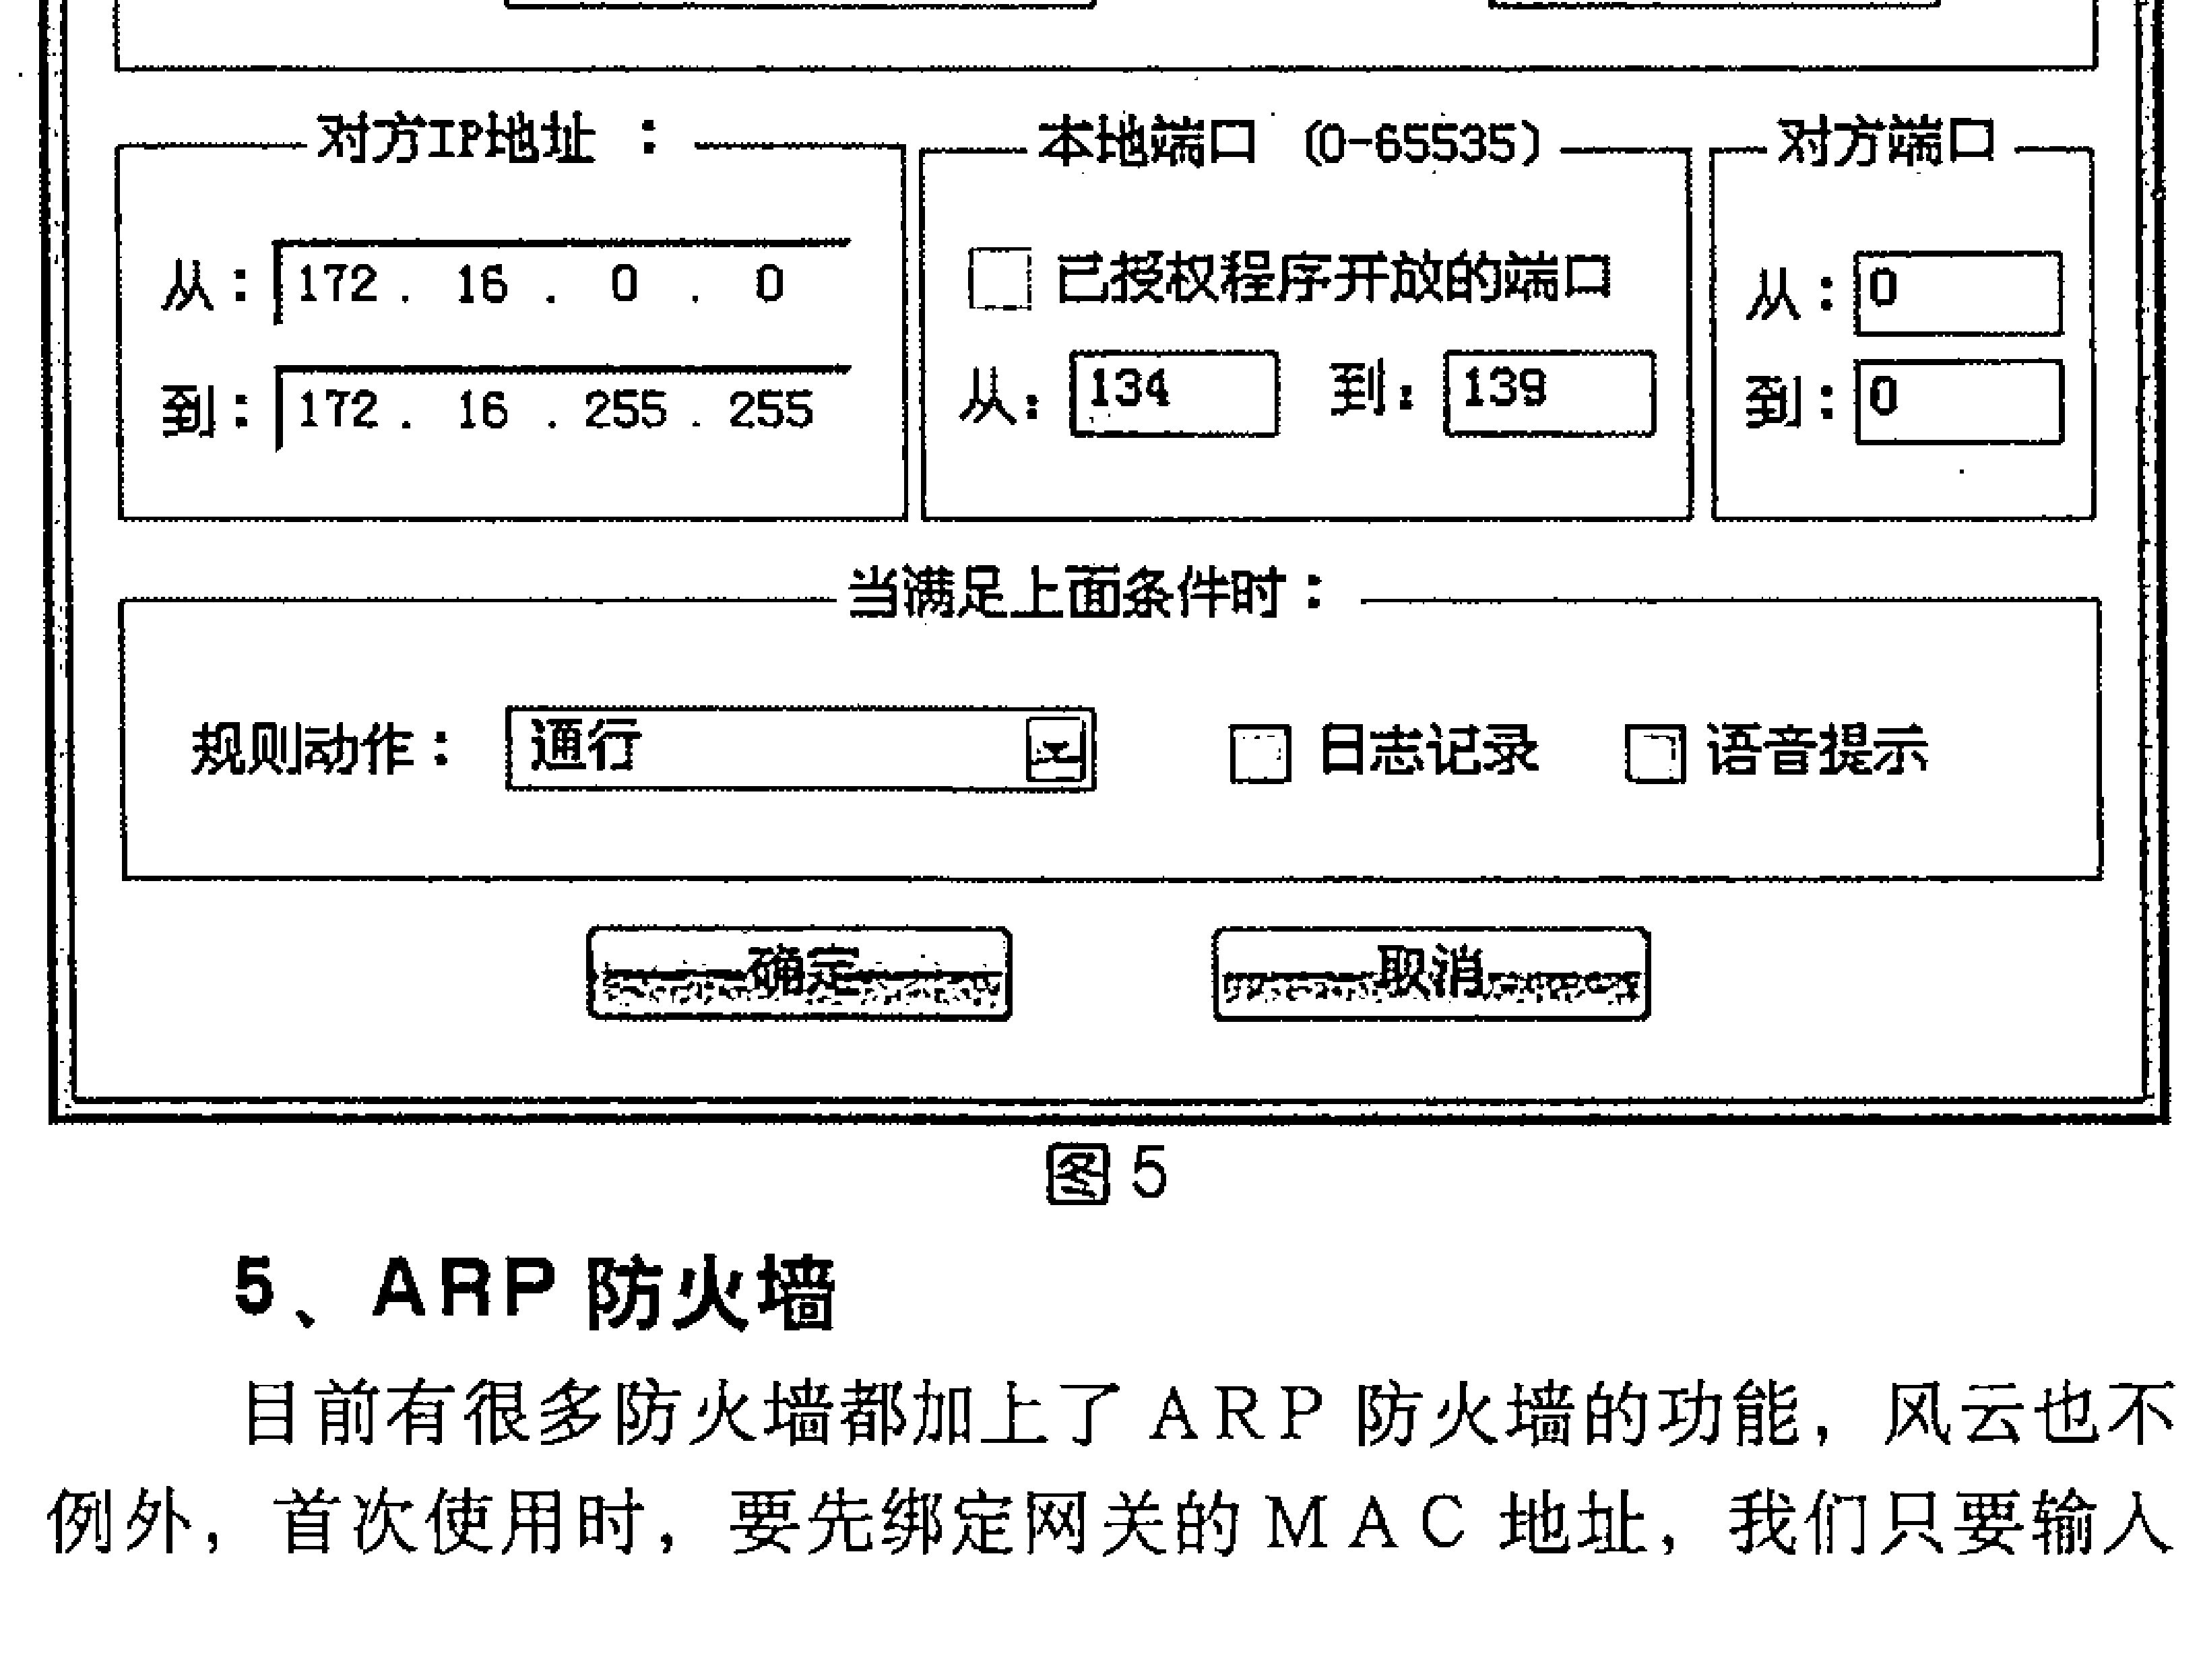 对方IP地址 ： 本地端口 (0-65535) 对方端口
从： 172 . 16 . 0 . 0 已授权程序开放的端口 从： 0
到： 172 . 16 . 255 . 255 从： 134 到： 139 到： 0
当满足上面条件时：
规则动作： 通行 日志记录 语音提示
确定 取消
图 5
5、ARP 防火墙
目前有很多防火墙都加上了 ARP 防火墙的功能，风云也不
例外，首次使用时，要先绑定网关的 MAC 地址，我们只要输入